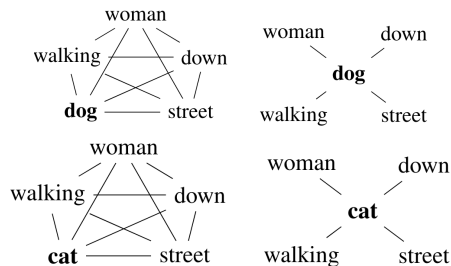 woman
walking down
dog street
woman down
dog
walking street
woman
walking down
cat street
woman down
cat
walking street